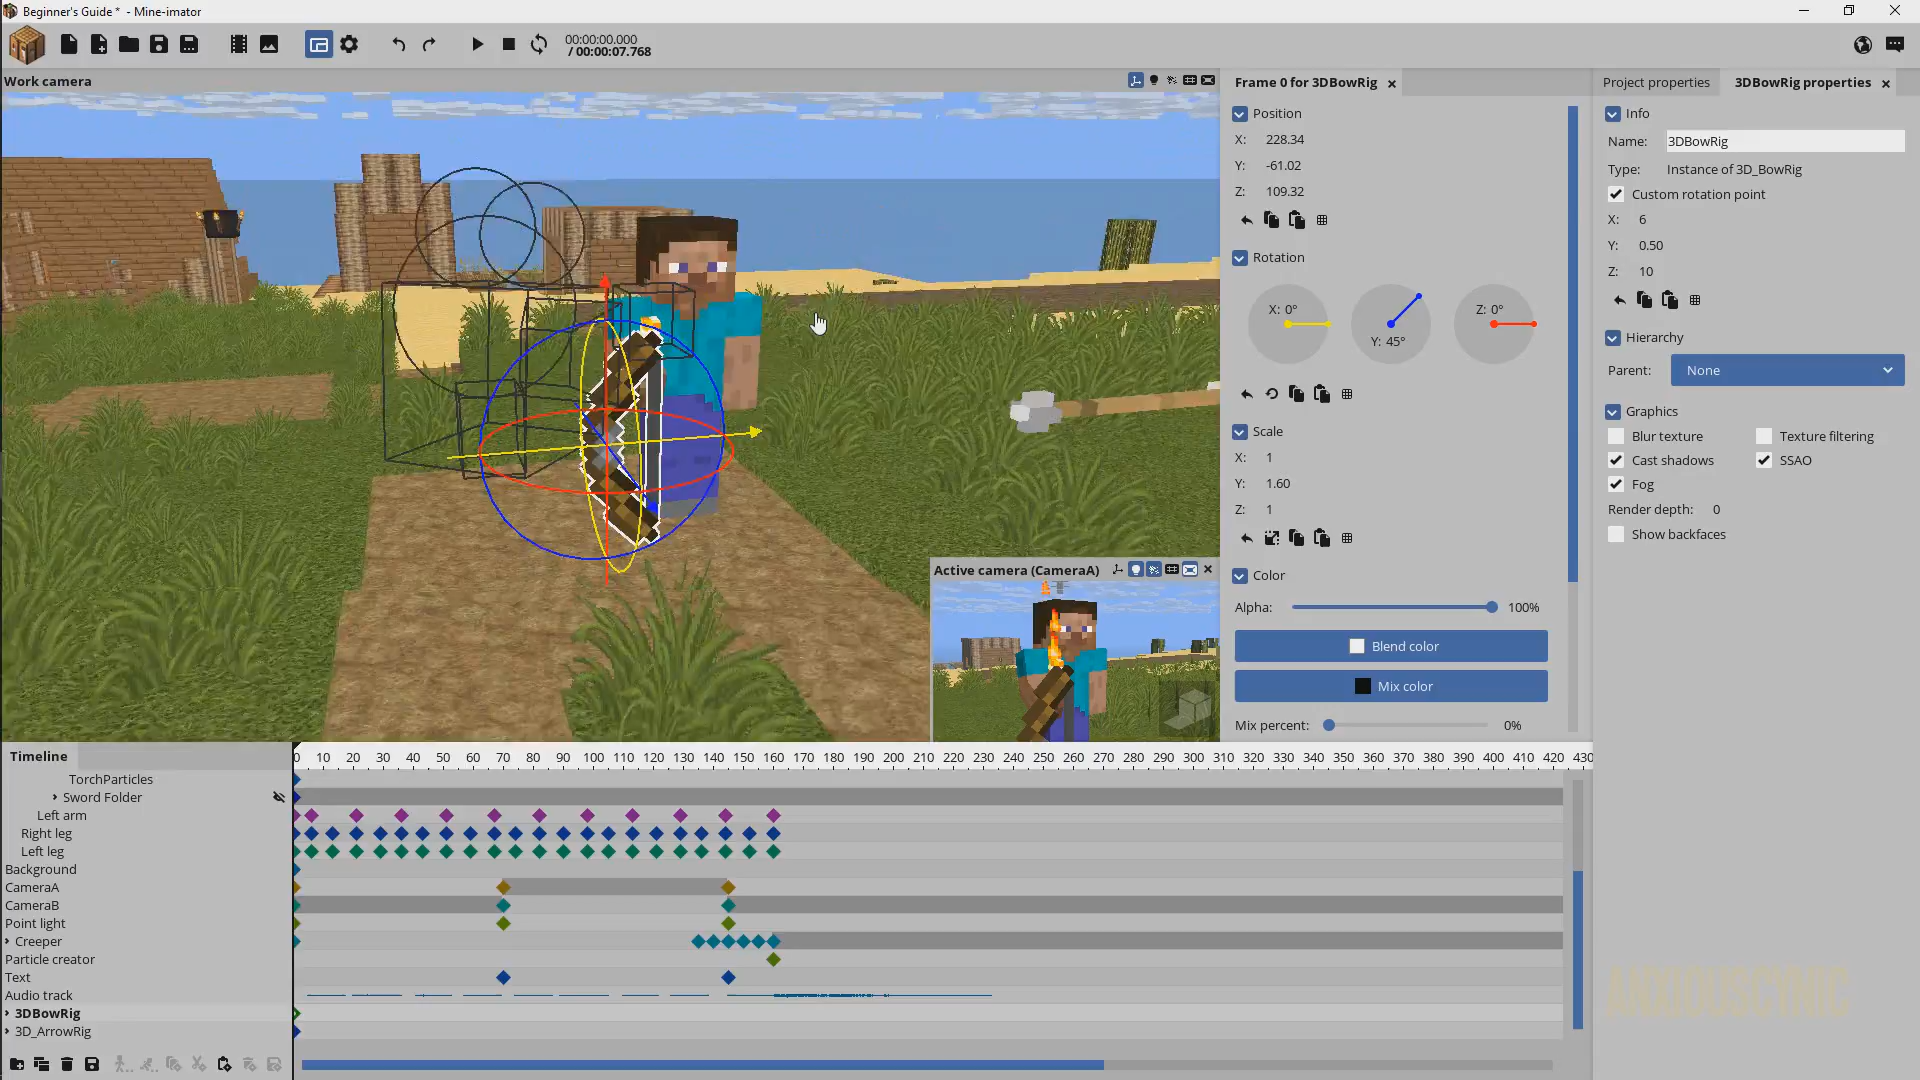 Beginner's Guide * - Mine-imator
00:00:00.000
/ 00:00:07.768
Work camera
Active camera (CameraA)
Frame 0 for 3DBowRig
Position
X: 228.34
Y: -61.02
Z: 109.32
Rotation
X: 0°
Y: 45°
Z: 0°
Scale
X: 1
Y: 1.60
Z: 1
Color
Alpha: 100%
Blend color
Mix color
Mix percent: 0%
Project properties
3DBowRig properties
Info
Name: 3DBowRig
Type: Instance of 3D_BowRig
Custom rotation point
X: 6
Y: 0.50
Z: 10
Hierarchy
Parent: None
Graphics
Blur texture Texture filtering
Cast shadows SSAO
Fog
Render depth: 0
Show backfaces
ANXIOUSCYNIC
Timeline
0 10 20 30 40 50 60 70 80 90 100 110 120 130 140 150 160 170 180 190 200 210 220 230 240 250 260 270 280 290 300 310 320 330 340 350 360 370 380 390 400 410 420 430
TorchParticles
Sword Folder
Left arm
Right leg
Left leg
Background
CameraA
CameraB
Point light
Creeper
Particle creator
Text
Audio track
3DBowRig
3D_ArrowRig